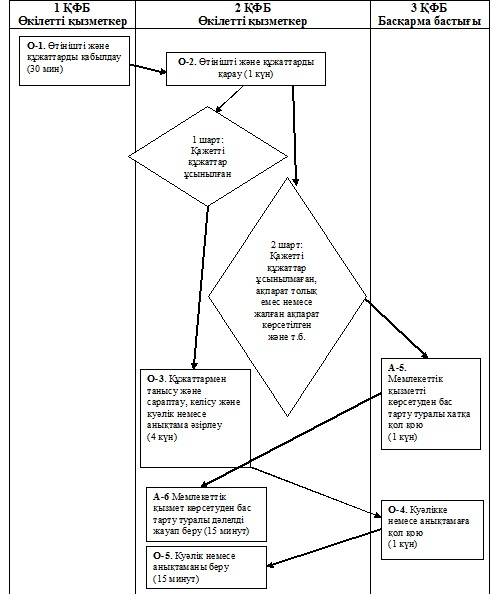 1 ҚФБ
Өкілетті қызметкер
2 ҚФБ
Өкілетті қызметкер
3 ҚФБ
Басқарма бастығы
О-1. Өтінішті және
құжаттарды қабылдау
(30 мин)
О-2. Өтінішті және құжаттарды
қарау (1 күн)
1 шарт:
Қажетті
құжаттар
ұсынылған
2 шарт:
Қажетті
құжаттар
ұсынылмаған,
ақпарат толық
емес немесе
жалған ақпарат
көрсетілген
және т.б.
О-3. Құжаттармен
танысу және
сараптау, келісу және
куәлік немесе
анықтама әзірлеу
(4 күн)
А-5.
Мемлекеттік
қызметті
көрсетуден бас
тарту туралы хатқа
қол қою
(1 күн)
А-6 Мемлекеттік
қызмет көрсетуден бас
тарту туралы дәлелді
жауап беру (15 минут)
О-4. Куәлікке
немесе анықтамаға
қол қою
(1 күн)
О-5. Куәлік немесе
анықтаманы беру
(15 минут)